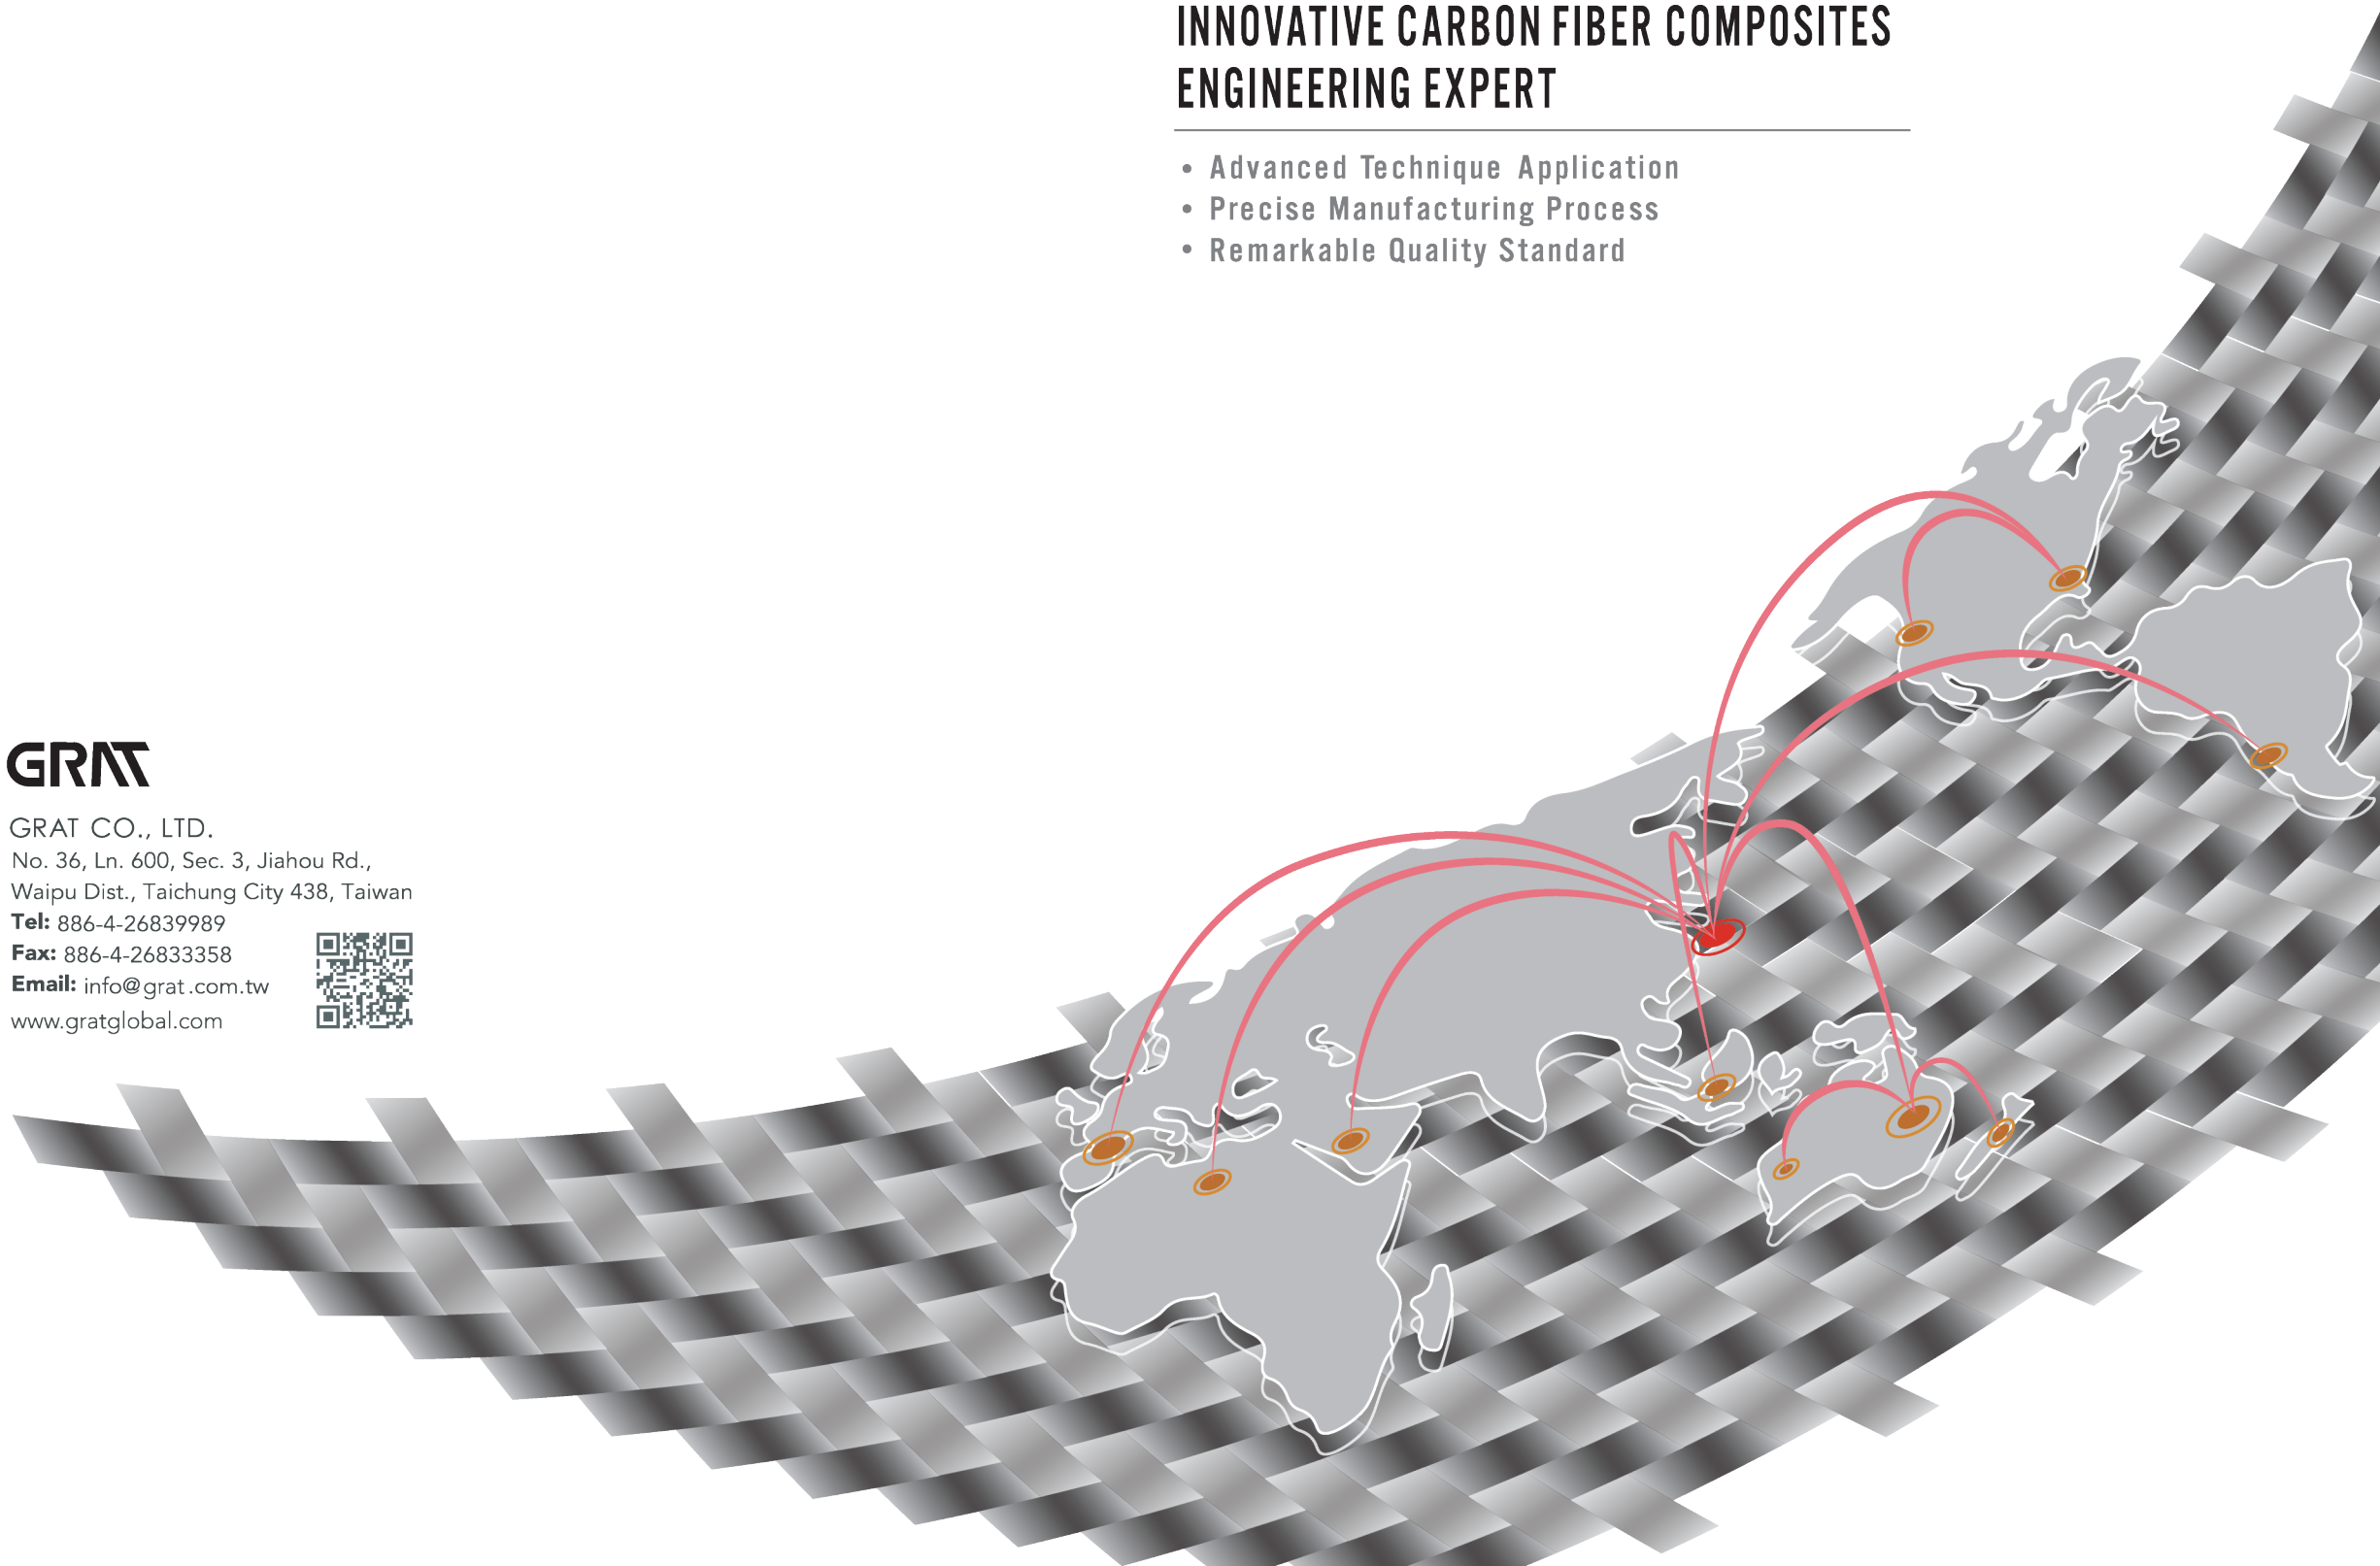 INNOVATIVE CARBON FIBER COMPOSITES
ENGINEERING EXPERT
• Advanced Technique Application
• Precise Manufacturing Process
• Remarkable Quality Standard
GRAT
GRAT CO., LTD.
No. 36, Ln. 600, Sec. 3, Jiahou Rd.,
Waipu Dist., Taichung City 438, Taiwan
Tel: 886-4-26839989
Fax: 886-4-26833358
Email: info@grat.com.tw
www.gratglobal.com